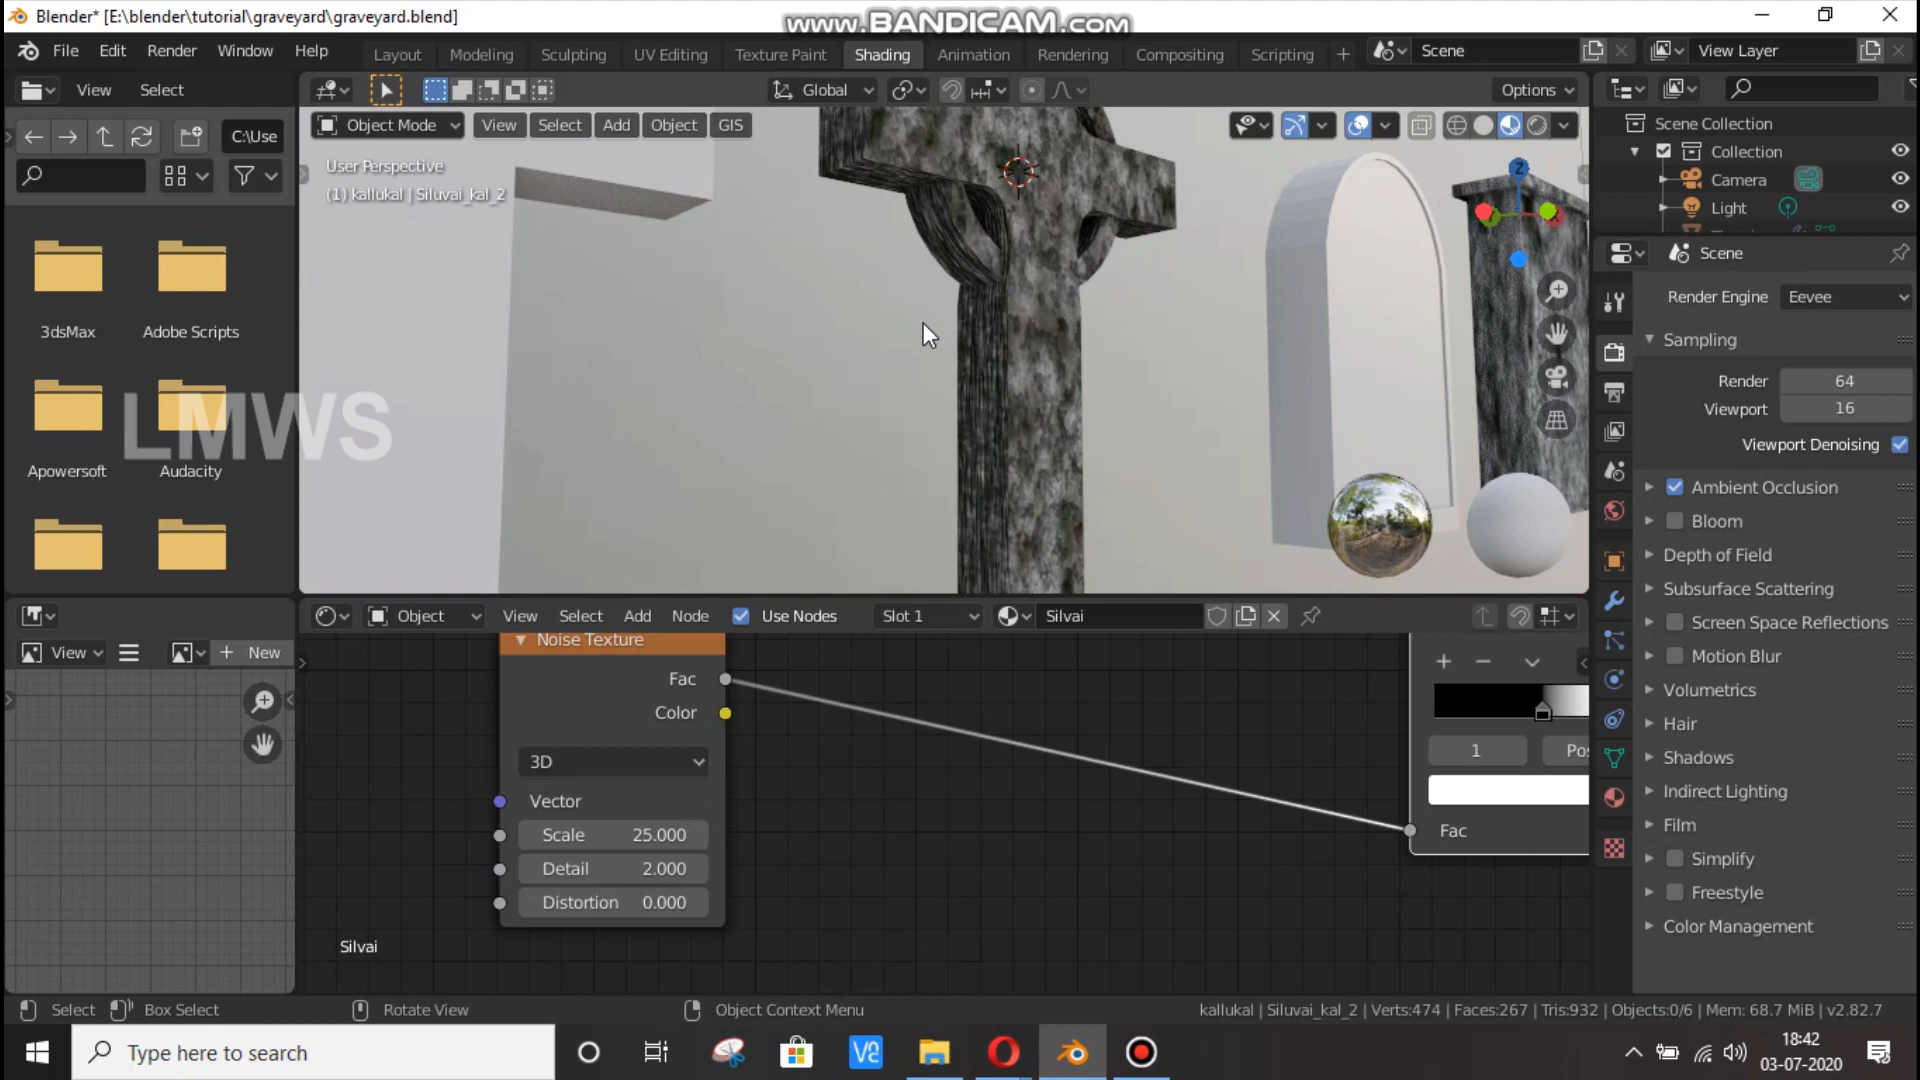 Blender* [E:\blender\tutorial\graveyard\graveyard.blend]
www.BANDICAM.com
File Edit Render Window Help
Layout Modeling Sculpting UV Editing Texture Paint Shading Animation Rendering Compositing Scripting +
Scene
View Layer
View Select
Global
Options
C:\Use
Object Mode View Select Add Object GIS
User Perspective
(1) kallukal | Siluvai_kal_2
Z
3dsMax
Adobe Scripts
Apowersoft
Audacity
LMWS
Scene Collection
Collection
Camera
Light
Scene
Render Engine Eevee
Sampling
Render 64
Viewport 16
Viewport Denoising
Ambient Occlusion
Bloom
Depth of Field
Subsurface Scattering
Screen Space Reflections
Motion Blur
Volumetrics
Hair
Shadows
Indirect Lighting
Film
Simplify
Freestyle
Color Management
View
+ New
Object View Select Add Node Use Nodes Slot 1 Silvai
Noise Texture
Fac
Color
3D
Vector
Scale 25.000
Detail 2.000
Distortion 0.000
1 Pos
Fac
Silvai
Select Box Select Rotate View Object Context Menu
kallukal | Siluvai_kal_2 | Verts:474 | Faces:267 | Tris:932 | Objects:0/6 | Mem: 68.7 MiB | v2.82.7
Type here to search
18:42
03-07-2020